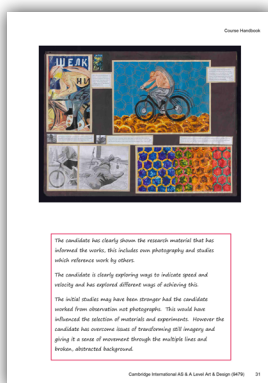 Course Handbook
ШЕЛК
The candidate has clearly shown the research material that has
informed the works, this includes own photography and studies
which reference work by others.
The candidate is clearly exploring ways to indicate speed and
velocity and has explored different ways of achieving this.
The initial studies may have been stronger had the candidate
worked from observation not photographs. This would have
influenced the selection of materials and experiments. However the
candidate has overcome issues of transforming still imagery and
giving it a sense of movement through the multiple lines and
broken, abstracted background
Cambridge International AS & A Level Art & Design (9479) 31